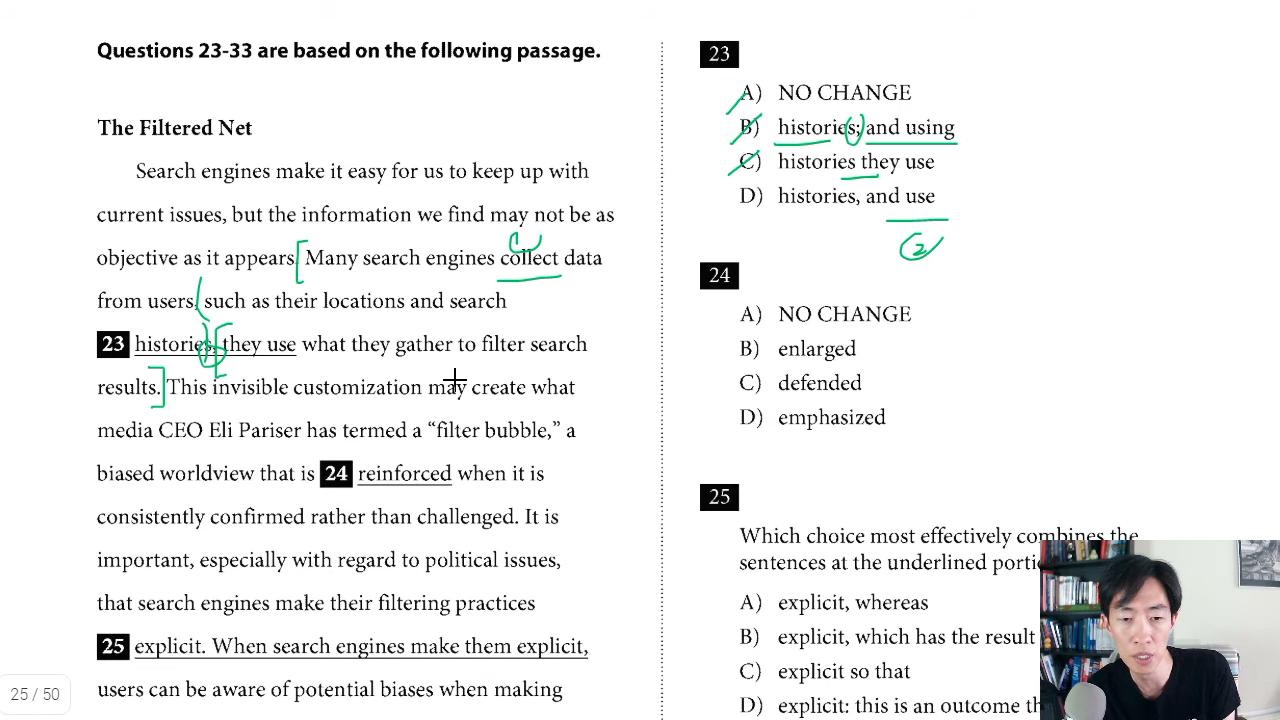 Questions 23-33 are based on the following passage.
The Filtered Net
Search engines make it easy for us to keep up with
current issues, but the information we find may not be as
objective as it appears. Many search engines collect data
from users, such as their locations and search
23 histories, they use what they gather to filter search
results. This invisible customization may create what
media CEO Eli Pariser has termed a “filter bubble,” a
biased worldview that is 24 reinforced when it is
consistently confirmed rather than challenged. It is
important, especially with regard to political issues,
that search engines make their filtering practices
25 explicit. When search engines make them explicit,
users can be aware of potential biases when making
23
A) NO CHANGE
B) histories; and using
C) histories they use
D) histories, and use
2
24
A) NO CHANGE
B) enlarged
C) defended
D) emphasized
25
Which choice most effectively combines the
sentences at the underlined
A) explicit, whereas
B) explicit, which has the result
C) explicit so that
D) explicit: this is an outcome
25 / 50